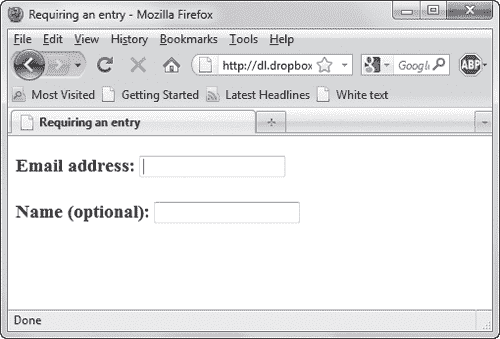 Requiring an entry - Mozilla Firefox
File Edit View History Bookmarks Tools Help
http://dl.dropbox Googl
ABP
Most Visited Getting Started Latest Headlines White text
Requiring an entry
Email address:
Name (optional):
Done